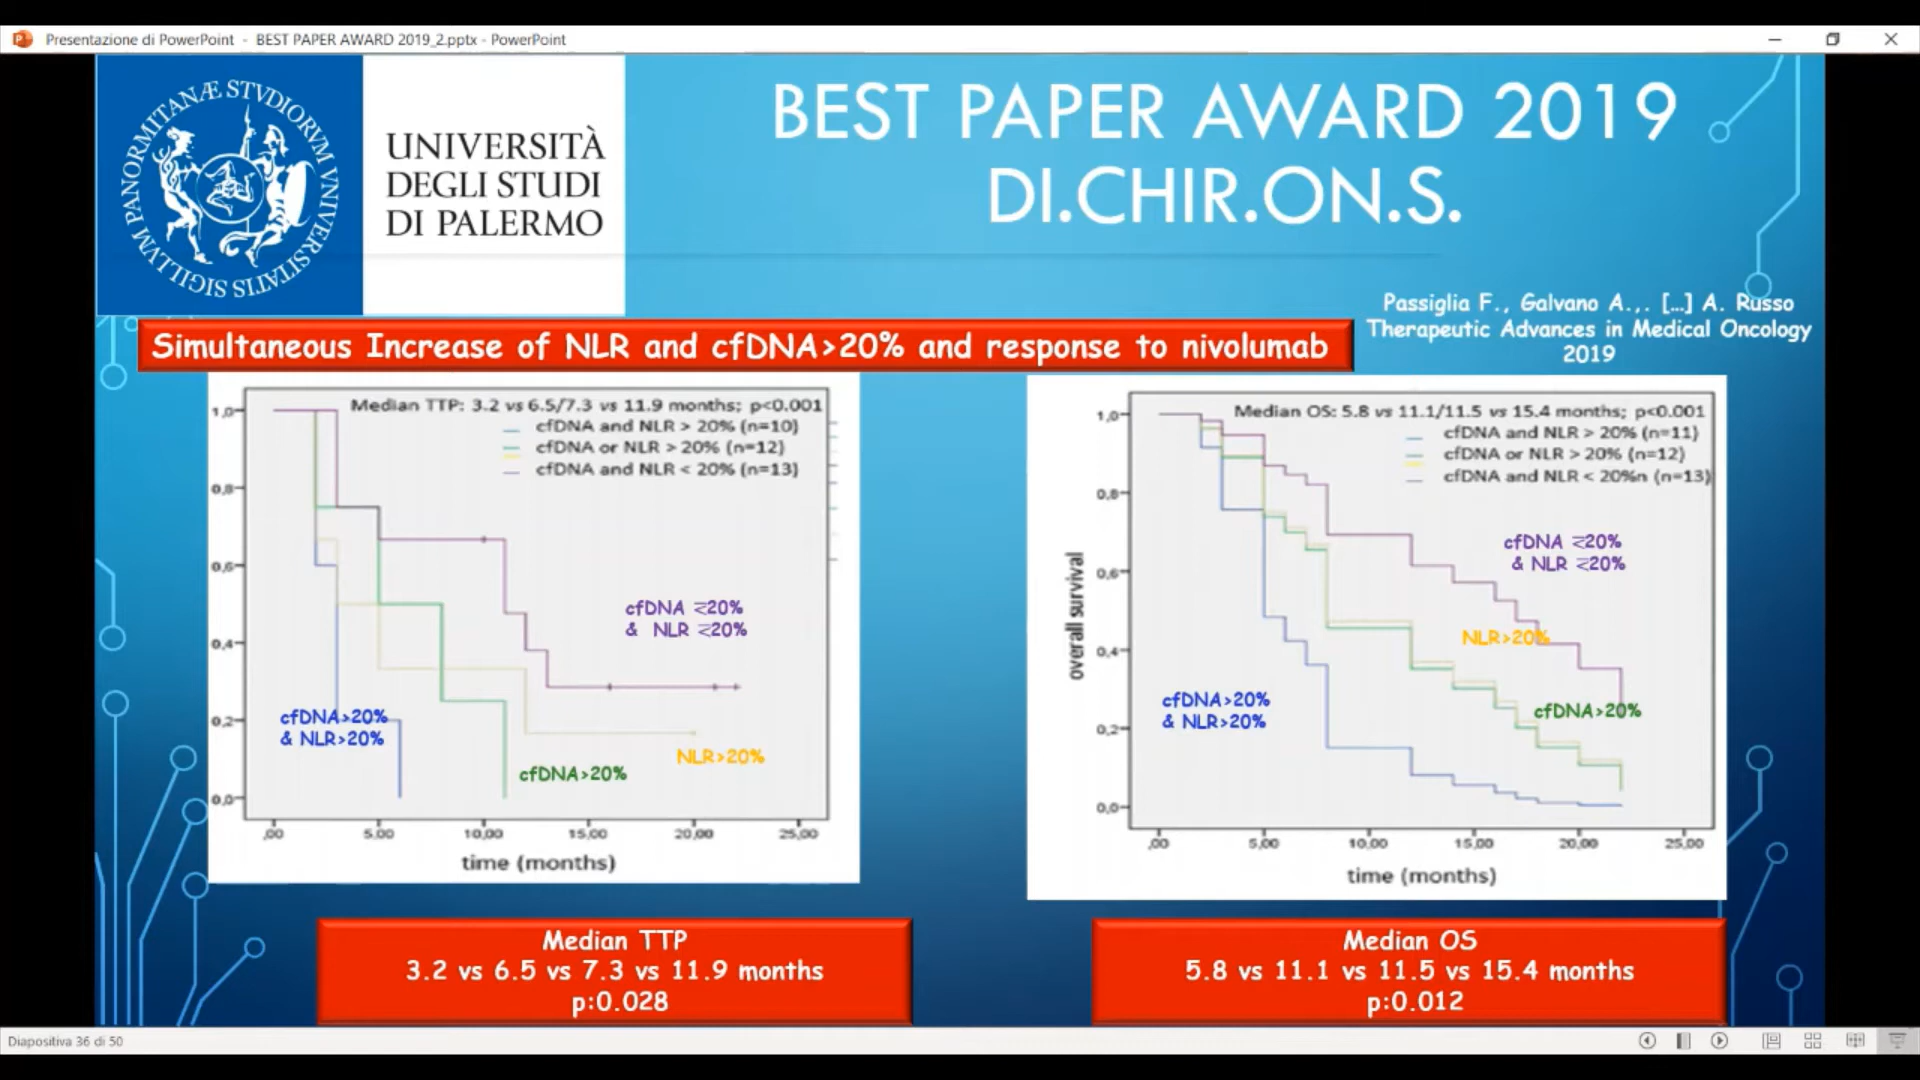 Presentazione di PowerPoint - BEST PAPER AWARD 2019_2.pptx - PowerPoint
SIGILLVM PANORMITANÆ STVDIORVM VNIVERSITATIS
UNIVERSITÀ
DEGLI STUDI
DI PALERMO
BEST PAPER AWARD 2019
DI.CHIR.ON.S.
Passiglia F., Galvano A.,. […] A. Russo
Therapeutic Advances in Medical Oncology
2019
Simultaneous Increase of NLR and cfDNA>20% and response to nivolumab
Median TTP: 3.2 vs 6.5/7.3 vs 11.9 months; p<0.001
cfDNA and NLR > 20% (n=10)
cfDNA or NLR > 20% (n=12)
cfDNA and NLR < 20% (n=13)
1,0
0,8
0,6
0,4
0,2
0,0
cfDNA ≷20%
& NLR ≷20%
cfDNA>20%
& NLR>20%
NLR>20%
cfDNA>20%
,00 5,00 10,00 15,00 20,00 25,00
time (months)
Median OS: 5.8 vs 11.1/11.5 vs 15.4 months; p<0.001
cfDNA and NLR > 20% (n=11)
cfDNA or NLR > 20% (n=12)
cfDNA and NLR < 20%n (n=13)
overall survival
1,0
0,8
0,6
0,4
0,2
0,0
cfDNA ≷20%
& NLR ≷20%
NLR>20%
cfDNA>20%
& NLR>20%
cfDNA>20%
,00 5,00 10,00 15,00 20,00 25,00
time (months)
Median TTP
3.2 vs 6.5 vs 7.3 vs 11.9 months
p:0.028
Median OS
5.8 vs 11.1 vs 11.5 vs 15.4 months
p:0.012
Diapositiva 36 di 50